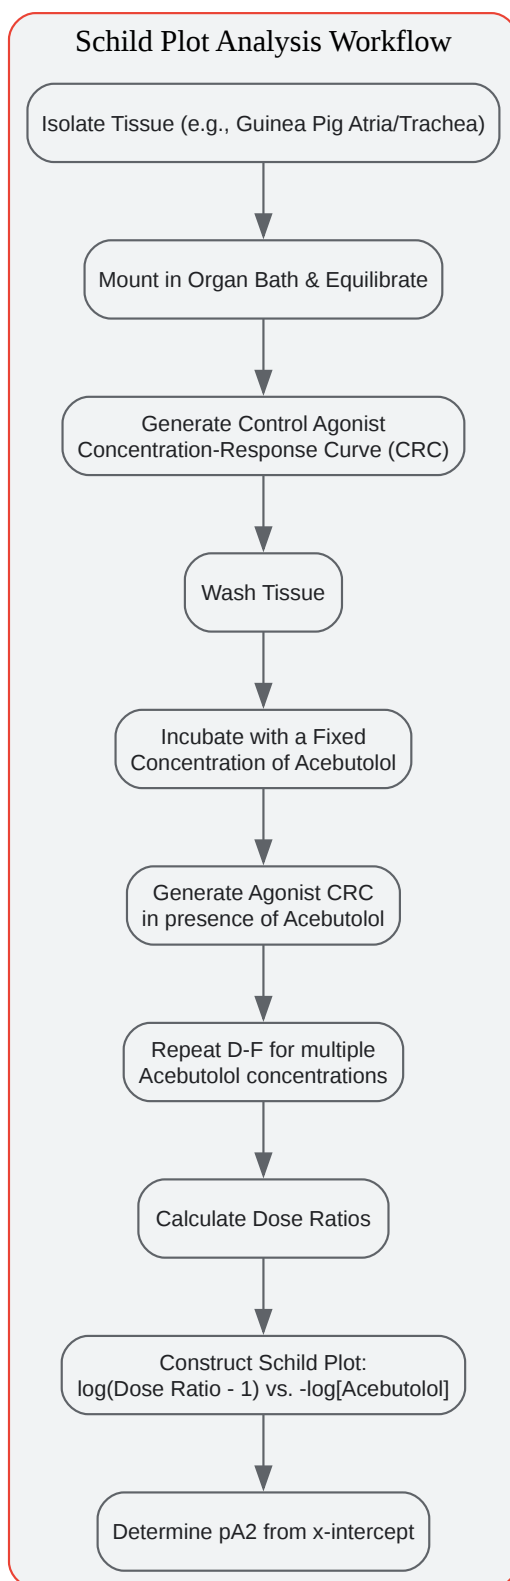 Schild Plot Analysis Workflow
Isolate Tissue (e.g., Guinea Pig Atria/Trachea)
Mount in Organ Bath & Equilibrate
Generate Control Agonist
Concentration-Response Curve (CRC)
Wash Tissue
Incubate with a Fixed
Concentration of Acebutolol
Generate Agonist CRC
in presence of Acebutolol
Repeat D-F for multiple
Acebutolol concentrations
Calculate Dose Ratios
Construct Schild Plot:
log(Dose Ratio - 1) vs. -log[Acebutolol]
Determine pA2 from x-intercept